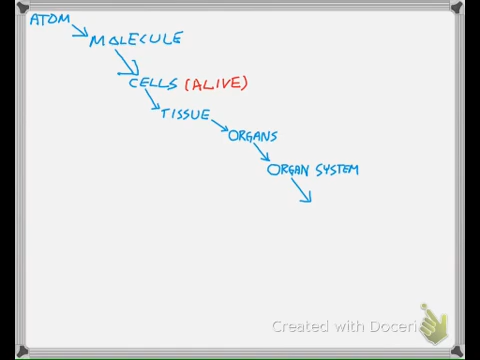 ATOM
MOLECULE
CELLS (ALIVE)
TISSUE
ORGANS
ORGAN SYSTEM
Created with Doceri